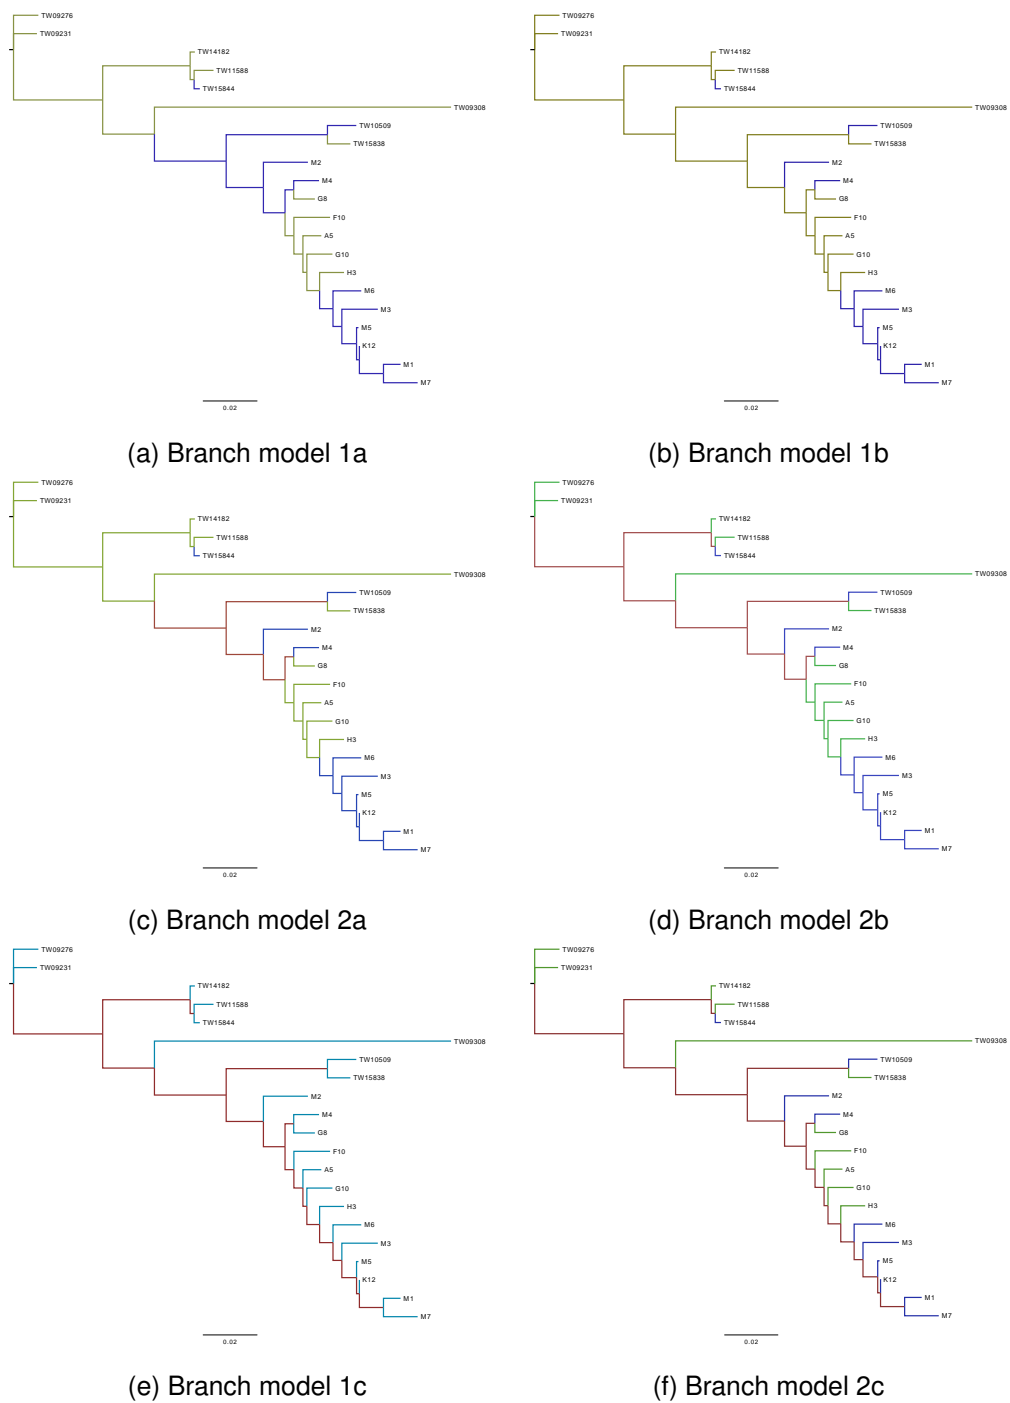 TW09276
TW09231
TW14182
TW11588
TW15844
TW09308
TW10509
TW15838
M2
M4
G8
F10
A5
G10
H3
M6
M3
M5
K12
M1
M7
0.02
(a) Branch model 1a
TW09276
TW09231
TW14182
TW11588
TW15844
TW09308
TW10509
TW15838
M2
M4
G8
F10
A5
G10
H3
M6
M3
M5
K12
M1
M7
0.02
(b) Branch model 1b
TW09276
TW09231
TW14182
TW11588
TW15844
TW09308
TW10509
TW15838
M2
M4
G8
F10
A5
G10
H3
M6
M3
M5
K12
M1
M7
0.02
(c) Branch model 2a
TW09276
TW09231
TW14182
TW11588
TW15844
TW09308
TW10509
TW15838
M2
M4
G8
F10
A5
G10
H3
M6
M3
M5
K12
M1
M7
0.02
(d) Branch model 2b
TW09276
TW09231
TW14182
TW11588
TW15844
TW09308
TW10509
TW15838
M2
M4
G8
F10
A5
G10
H3
M6
M3
M5
K12
M1
M7
0.02
(e) Branch model 1c
TW09276
TW09231
TW14182
TW11588
TW15844
TW09308
TW10509
TW15838
M2
M4
G8
F10
A5
G10
H3
M6
M3
M5
K12
M1
M7
0.02
(f) Branch model 2c